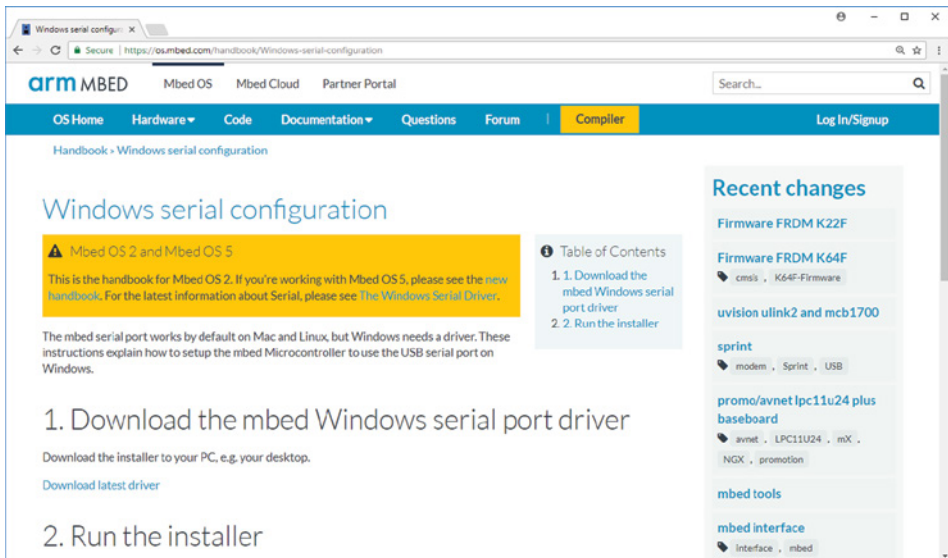 Windows serial configur
Secure | https://os.mbed.com/handbook/Windows-serial-configuration
arm MBED
Mbed OS
Mbed Cloud
Partner Portal
Search...
OS Home
Hardware
Code
Documentation
Questions
Forum
Compiler
Log In/Signup
Handbook » Windows serial configuration
Windows serial configuration
Mbed OS 2 and Mbed OS 5
This is the handbook for Mbed OS 2. If you're working with Mbed OS 5, please see the new
handbook. For the latest information about Serial, please see The Windows Serial Driver.
Table of Contents
1. 1. Download the
mbed Windows serial
port driver
2. 2. Run the installer
The mbed serial port works by default on Mac and Linux, but Windows needs a driver. These
instructions explain how to setup the mbed Microcontroller to use the USB serial port on
Windows.
1. Download the mbed Windows serial port driver
Download the installer to your PC, e.g. your desktop.
Download latest driver
2. Run the installer
Recent changes
Firmware FRDM K22F
Firmware FRDM K64F
cmsis , K64F-Firmware
uvision ulink2 and mcb1700
sprint
modem , Sprint , USB
promo/avnet lpc11u24 plus
baseboard
avnet , LPC11U24 , mX ,
NGX , promotion
mbed tools
mbed interface
interface , mbed